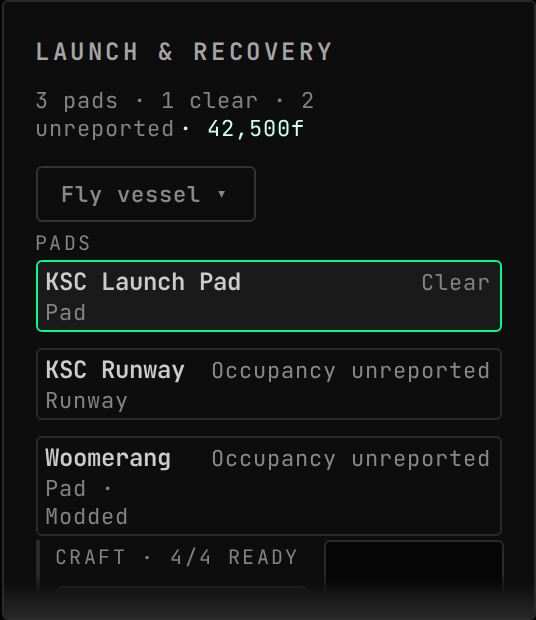 LAUNCH & RECOVERY
3 pads · 1 clear · 2
unreported · 42,500f
Fly vessel ▾
PADS
KSC Launch Pad Clear
Pad
KSC Runway Occupancy unreported
Runway
Woomerang Occupancy unreported
Pad ·
Modded
CRAFT · 4/4 READY